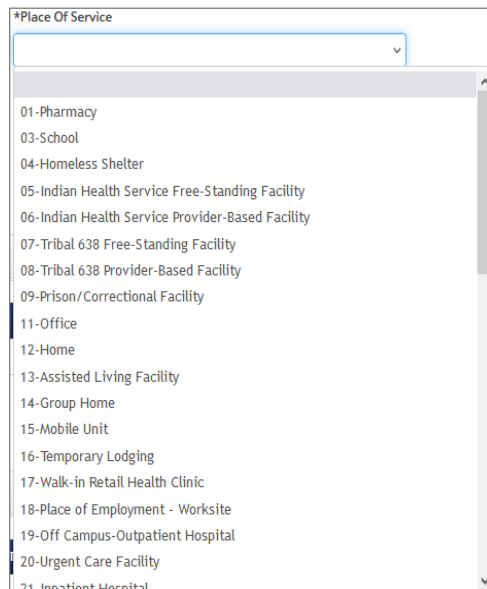 *Place Of Service
01-Pharmacy
03-School
04-Homeless Shelter
05-Indian Health Service Free-Standing Facility
06-Indian Health Service Provider-Based Facility
07-Tribal 638 Free-Standing Facility
08-Tribal 638 Provider-Based Facility
09-Prison/Correctional Facility
11-Office
12-Home
13-Assisted Living Facility
14-Group Home
15-Mobile Unit
16-Temporary Lodging
17-Walk-in Retail Health Clinic
18-Place of Employment - Worksite
19-Off Campus-Outpatient Hospital
20-Urgent Care Facility
21-Inpatient Hospital